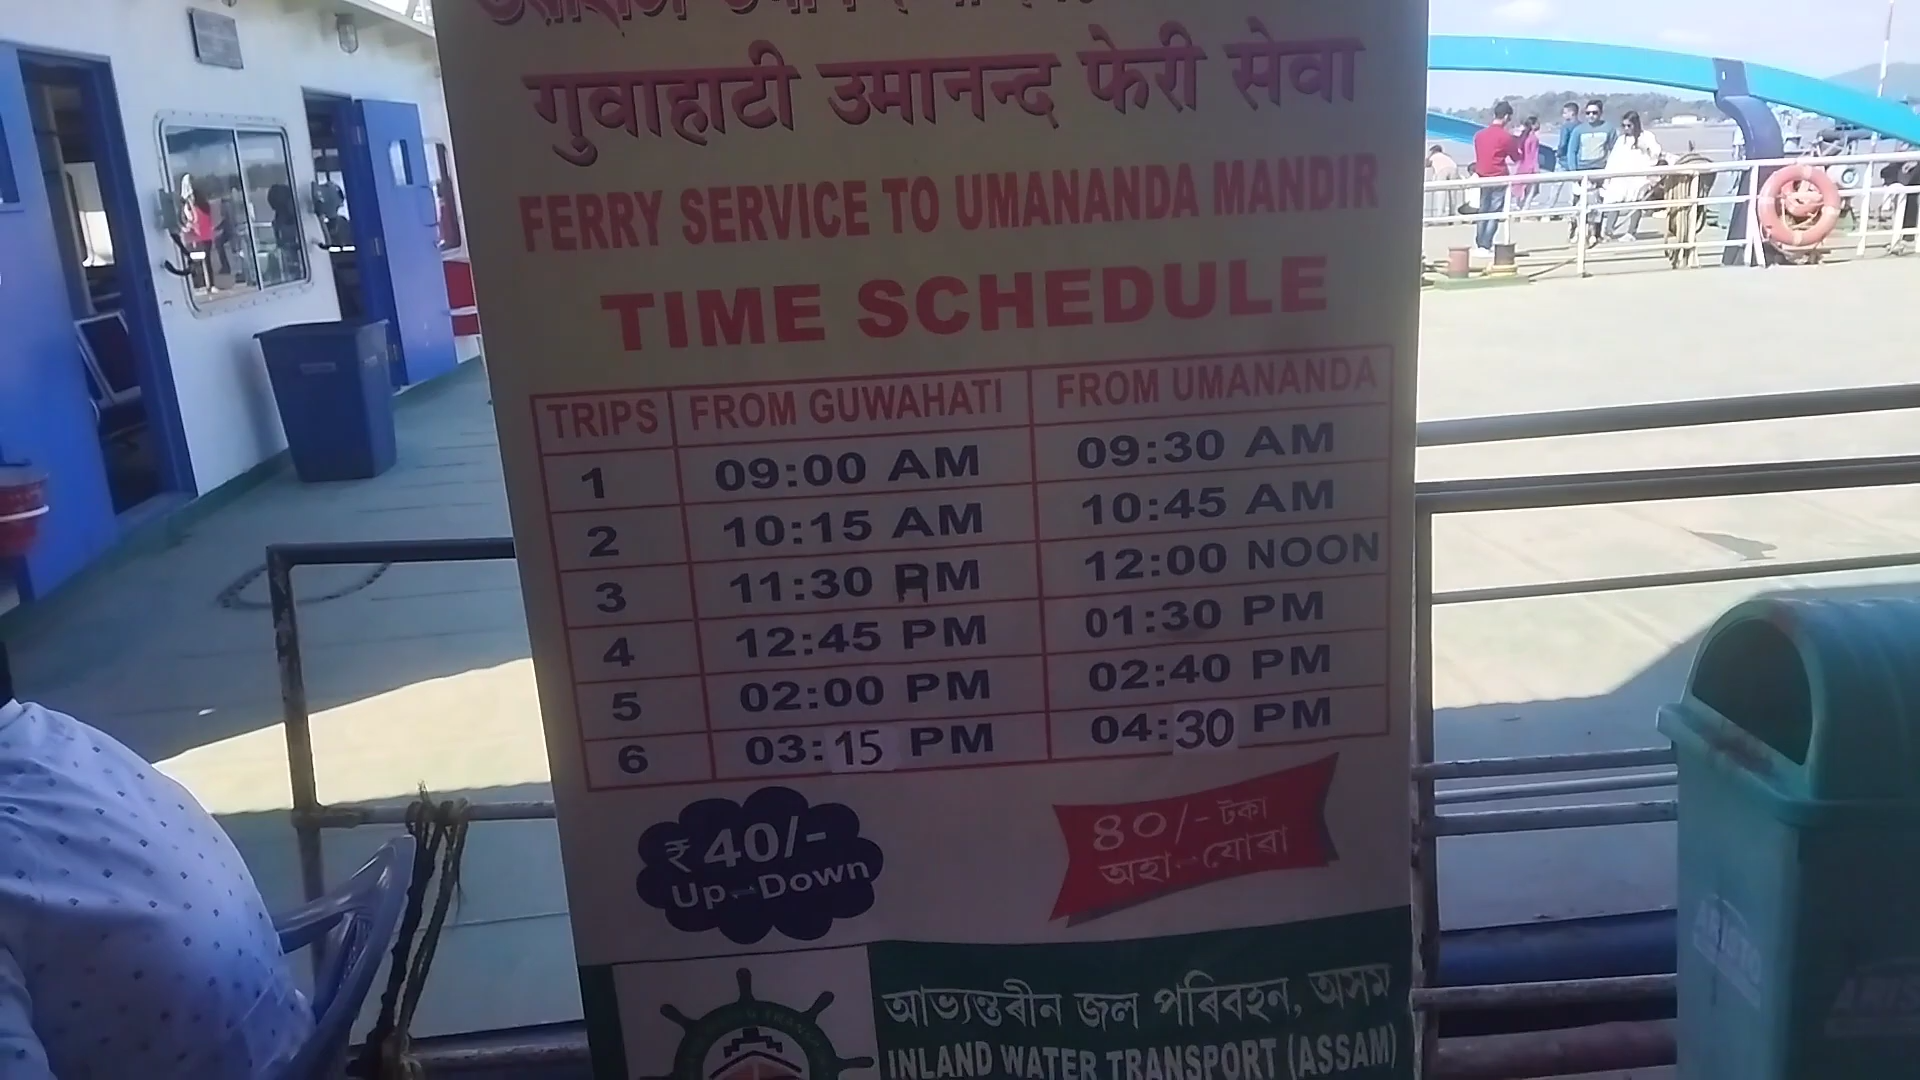 गुवाहाटी उमानन्द फेरी सेवा
FERRY SERVICE TO UMANANDA MANDIR
TIME SCHEDULE
TRIPS FROM GUWAHATI FROM UMANANDA
1 09:00 AM 09:30 AM
2 10:15 AM 10:45 AM
3 11:30 AM 12:00 NOON
4 12:45 PM 01:30 PM
5 02:00 PM 02:40 PM
6 03:15 PM 04:30 PM
₹ 40/-
Up⇌Down
৪০/- টকা
অহা⇌যোৱা
আভ্যন্তৰীন জল পৰিবহন, অসম
INLAND WATER TRANSPORT (ASSAM)